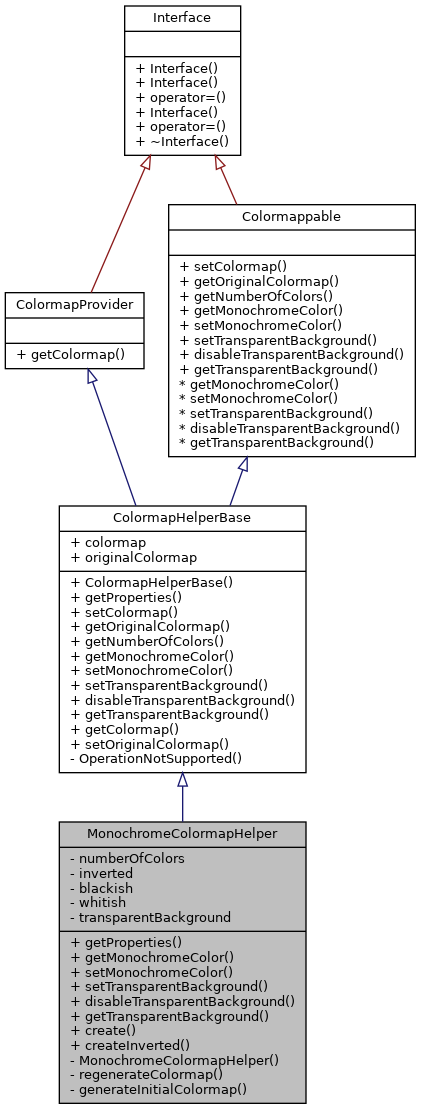 Interface
+ Interface()
+ Interface()
+ operator=()
+ Interface()
+ operator=()
+ ~Interface()
Colormappable
+ setColormap()
+ getOriginalColormap()
+ getNumberOfColors()
+ getMonochromeColor()
+ setMonochromeColor()
+ setTransparentBackground()
+ disableTransparentBackground()
+ getTransparentBackground()
* getMonochromeColor()
* setMonochromeColor()
* setTransparentBackground()
* disableTransparentBackground()
* getTransparentBackground()
ColormapProvider
+ getColormap()
ColormapHelperBase
+ colormap
+ originalColormap
+ ColormapHelperBase()
+ getProperties()
+ setColormap()
+ getOriginalColormap()
+ getNumberOfColors()
+ getMonochromeColor()
+ setMonochromeColor()
+ setTransparentBackground()
+ disableTransparentBackground()
+ getTransparentBackground()
+ getColormap()
+ setOriginalColormap()
- OperationNotSupported()
MonochromeColormapHelper
- numberOfColors
- inverted
- blackish
- whitish
- transparentBackground
+ getProperties()
+ getMonochromeColor()
+ setMonochromeColor()
+ setTransparentBackground()
+ disableTransparentBackground()
+ getTransparentBackground()
+ create()
+ createInverted()
- MonochromeColormapHelper()
- regenerateColormap()
- generateInitialColormap()